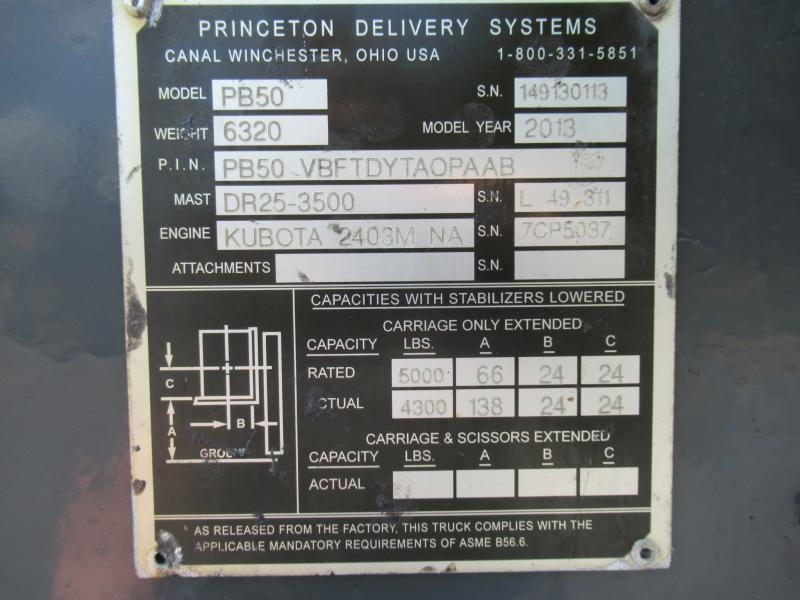 PRINCETON DELIVERY SYSTEMS
CANAL WINCHESTER, OHIO USA 1-800-331-5851
MODEL PB50 S.N. 149130113
WEIGHT 6320 MODEL YEAR 2013
P.I.N. PB50 VBFTDYTAOPAAB
MAST DR25-3500 S.N. L 49 311
ENGINE KUBOTA 2403M NA S.N. 7CP5037
ATTACHMENTS S.N.
CAPACITIES WITH STABILIZERS LOWERED
CARRIAGE ONLY EXTENDED
CAPACITY LBS. A B C
RATED 5000 66 24 24
ACTUAL 4300 138 24 24
CARRIAGE & SCISSORS EXTENDED
CAPACITY LBS. A B C
ACTUAL
C
B
A
AS RELEASED FROM THE FACTORY, THIS TRUCK COMPLIES WITH THE
APPLICABLE MANDATORY REQUIREMENTS OF ASME B56.6.